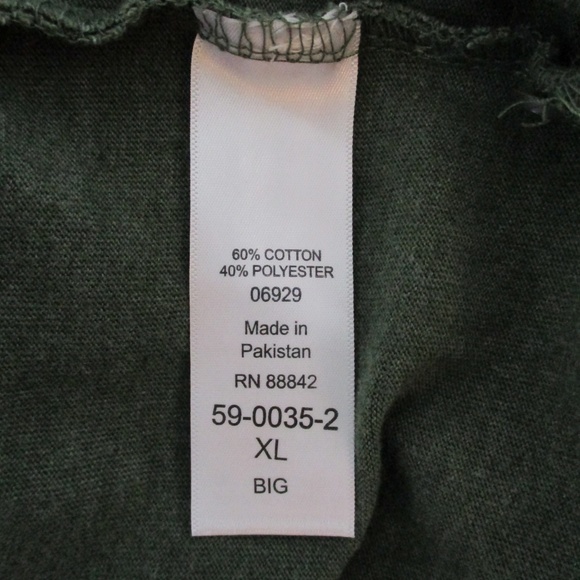 60% COTTON
40% POLYESTER
06929
Made in
Pakistan
RN 88842
59-0035-2
XL
BIG